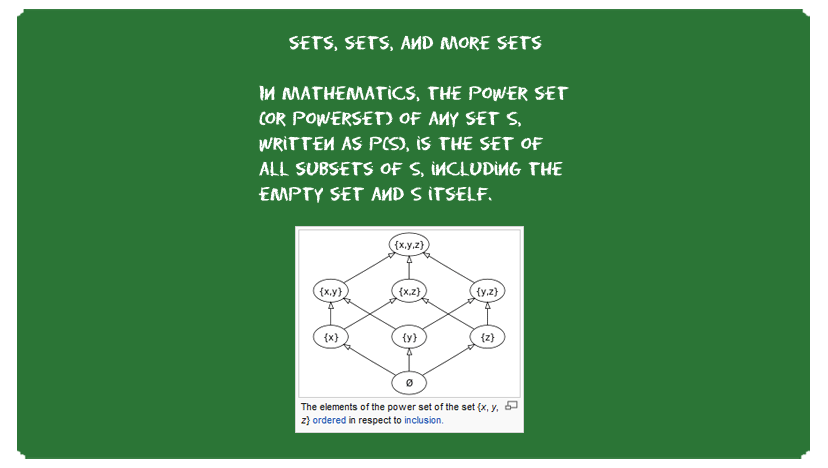 SETS, SETS, AND MORE SETS
IN MATHEMATICS, THE POWER SET
(OR POWERSET) OF ANY SET S,
WRITTEN AS P(S), IS THE SET OF
ALL SUBSETS OF S, INCLUDING THE
EMPTY SET AND S ITSELF.
{x,y,z}
{x,y} {x,z} {y,z}
{x} {y} {z}
Ø
The elements of the power set of the set {x, y,
z} ordered in respect to inclusion.